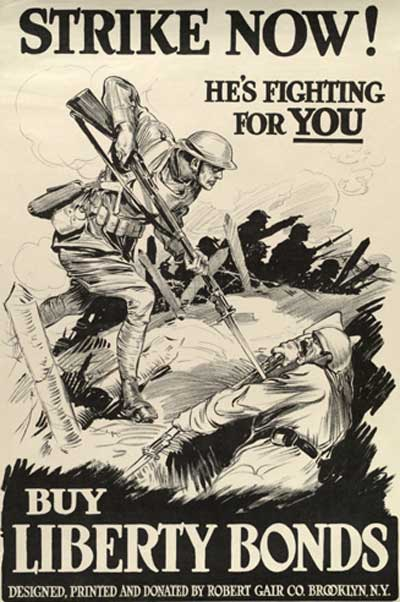 STRIKE NOW!
HE'S FIGHTING
FOR YOU
BUY
LIBERTY BONDS
DESIGNED, PRINTED AND DONATED BY ROBERT GAIR CO. BROOKLYN, N.Y.